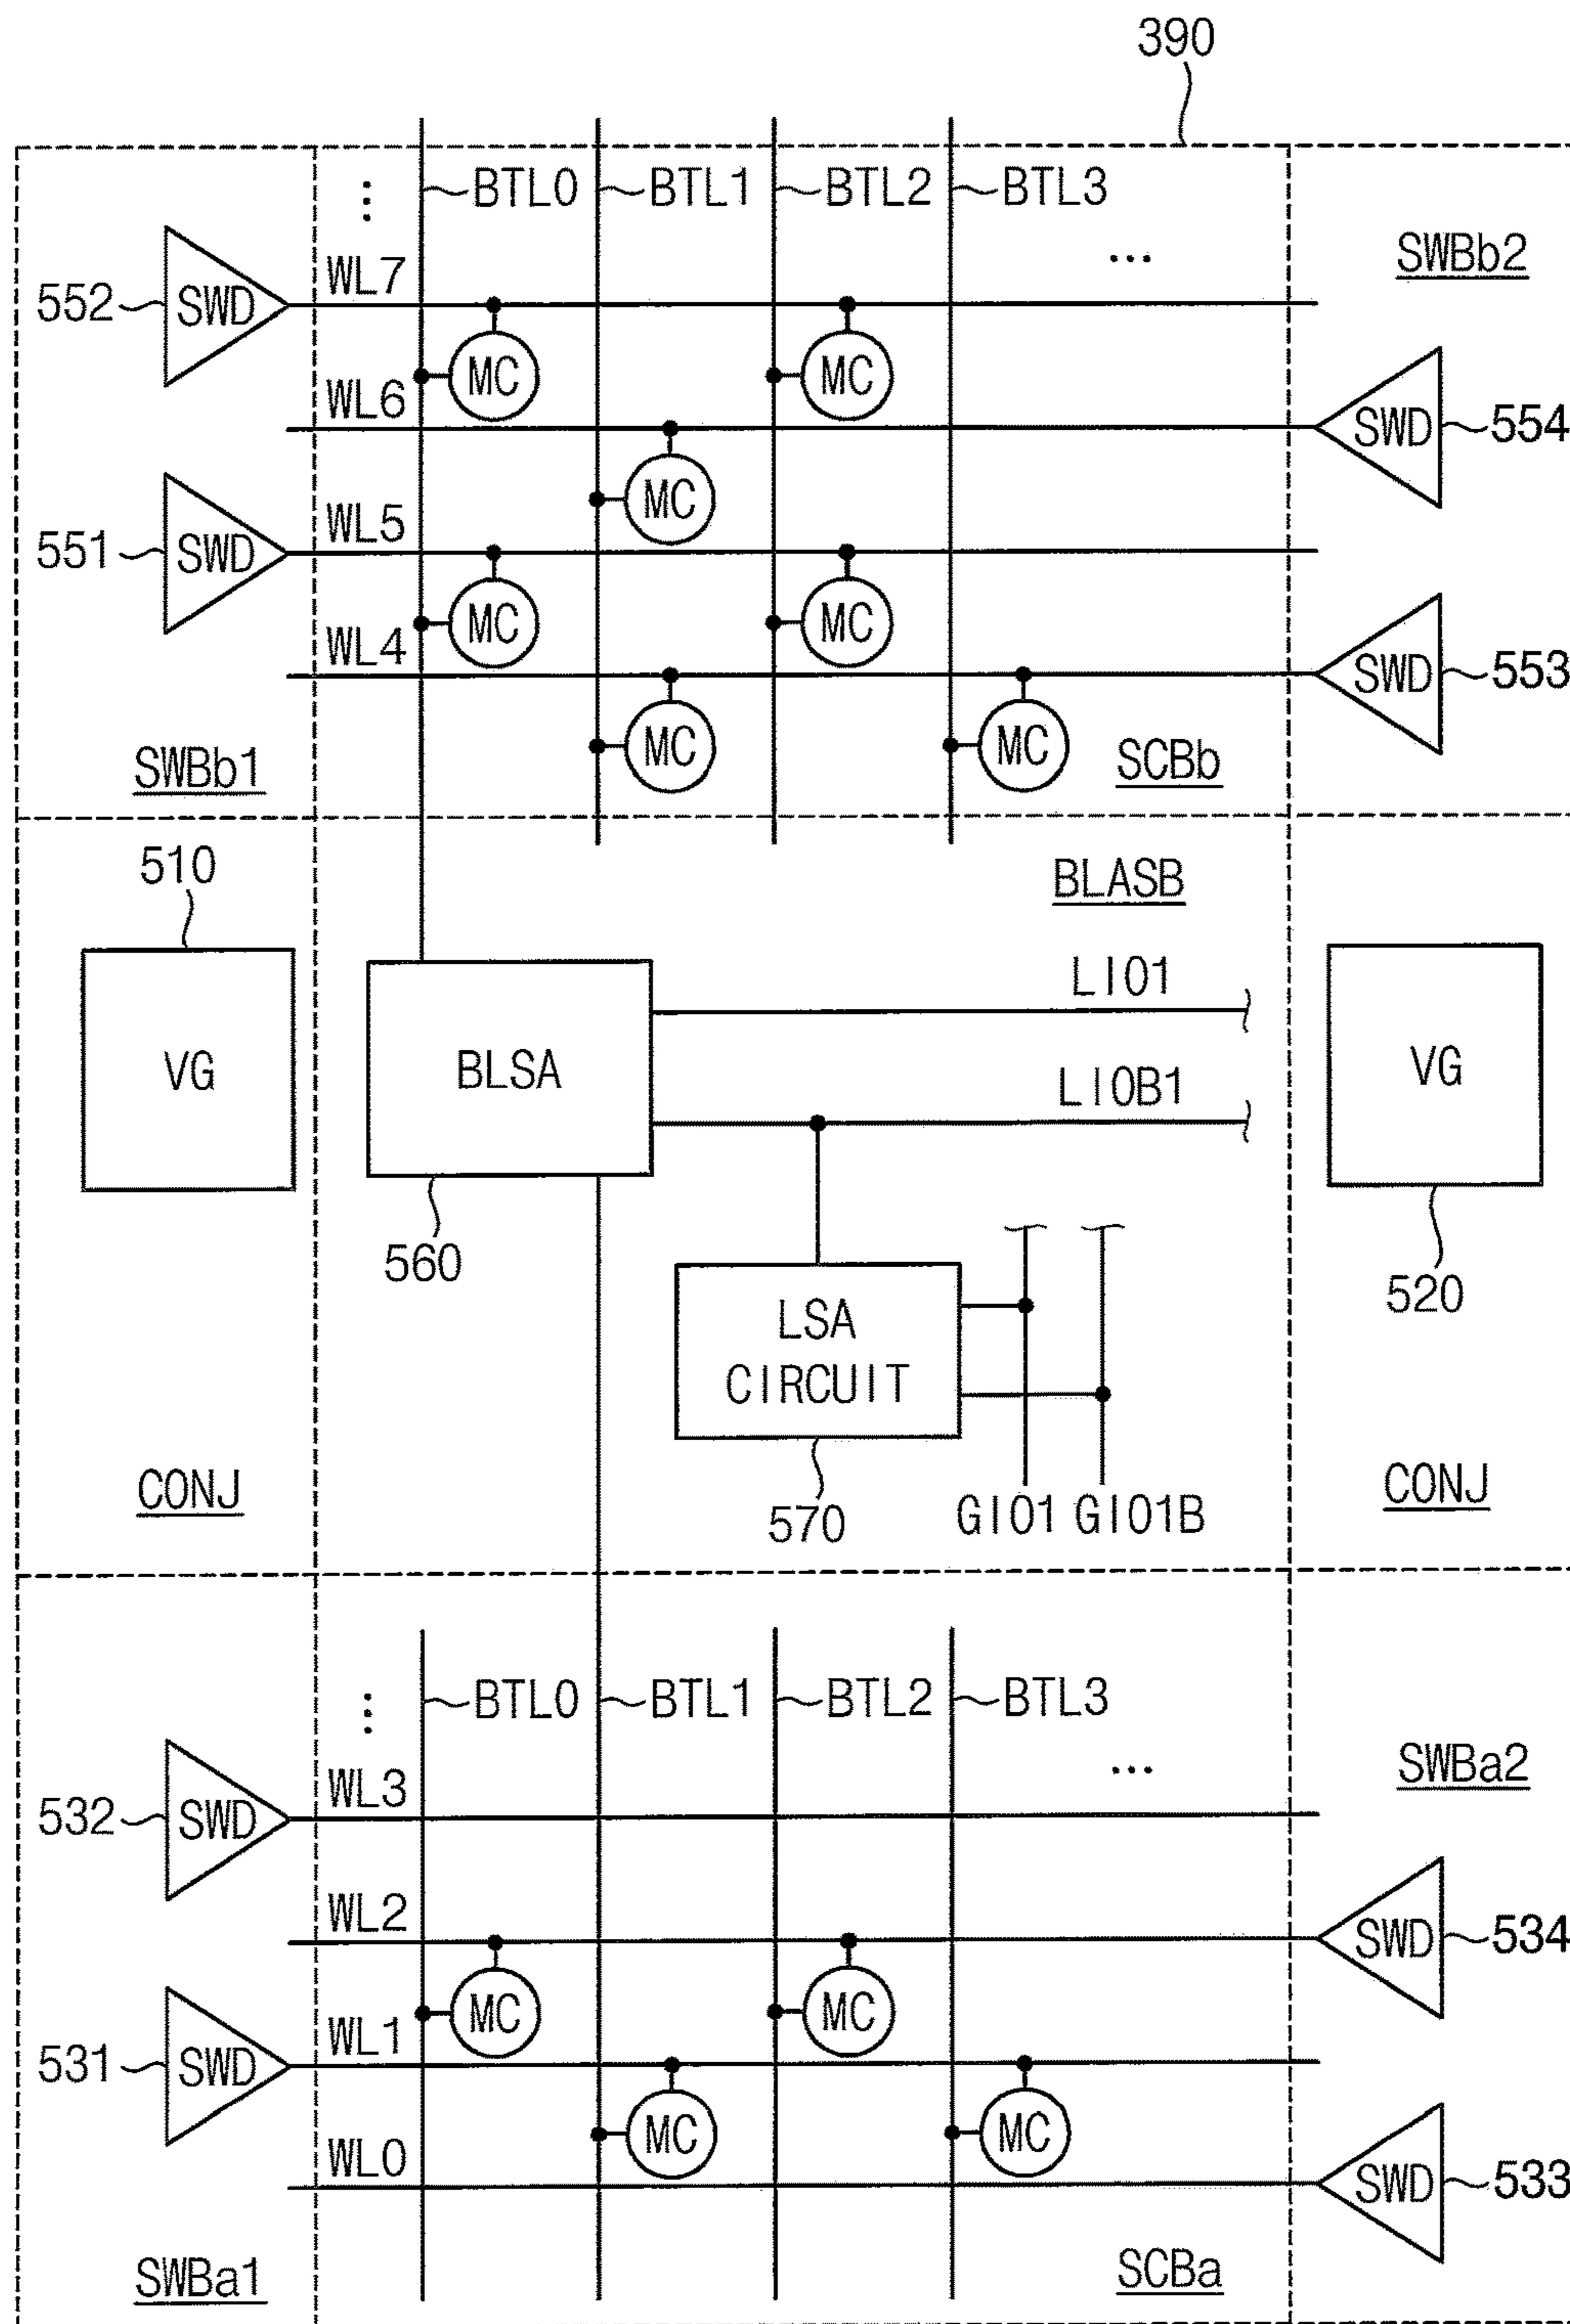 390
BTL0 BTL1 BTL2 BTL3
SWBb2
WL7
552 SWD
MC MC
WL6
SWD 554
MC
WL5
551 SWD
MC MC
WL4
SWD 553
MC MC
SWBb1
SCBb
510
BLASB
LIO1
VG
BLSA
VG
LIOB1
560
520
LSA
CIRCUIT
CONJ
CONJ
570
GIO1 GIO1B
BTL0 BTL1 BTL2 BTL3
SWBa2
WL3
532 SWD
WL2
SWD 534
MC MC
WL1
531 SWD
MC MC
WL0
SWD 533
SWBa1
SCBa